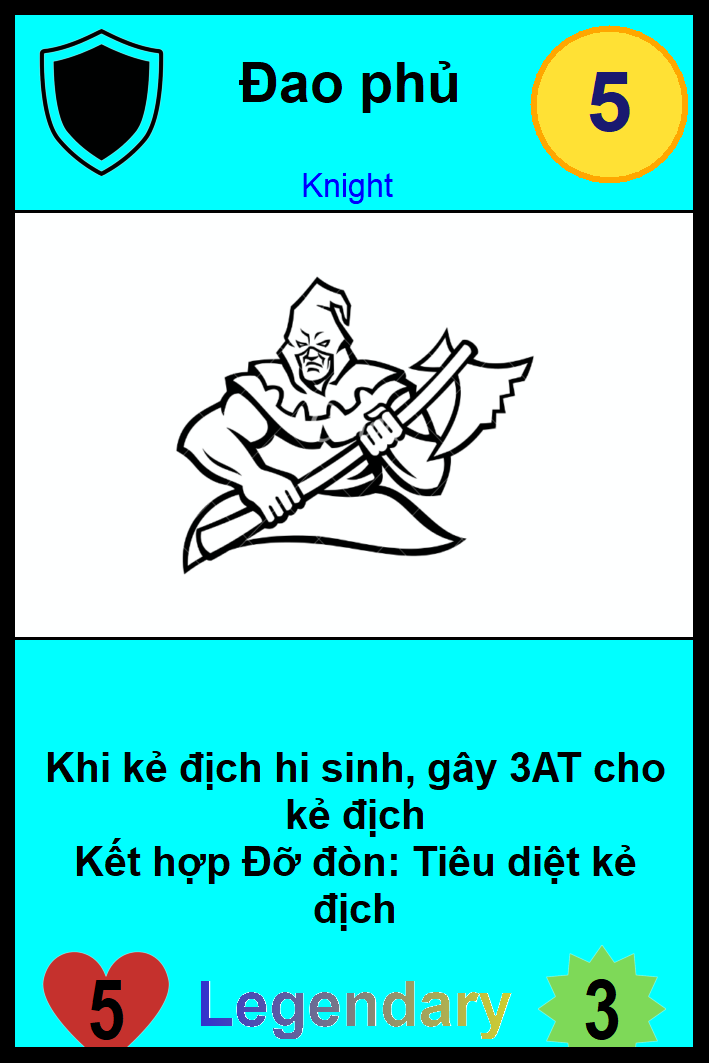 Đao phủ
5
Knight
Khi kẻ địch hi sinh, gây 3AT cho
kẻ địch
Kết hợp Đỡ đòn: Tiêu diệt kẻ
địch
5
Legendary
3